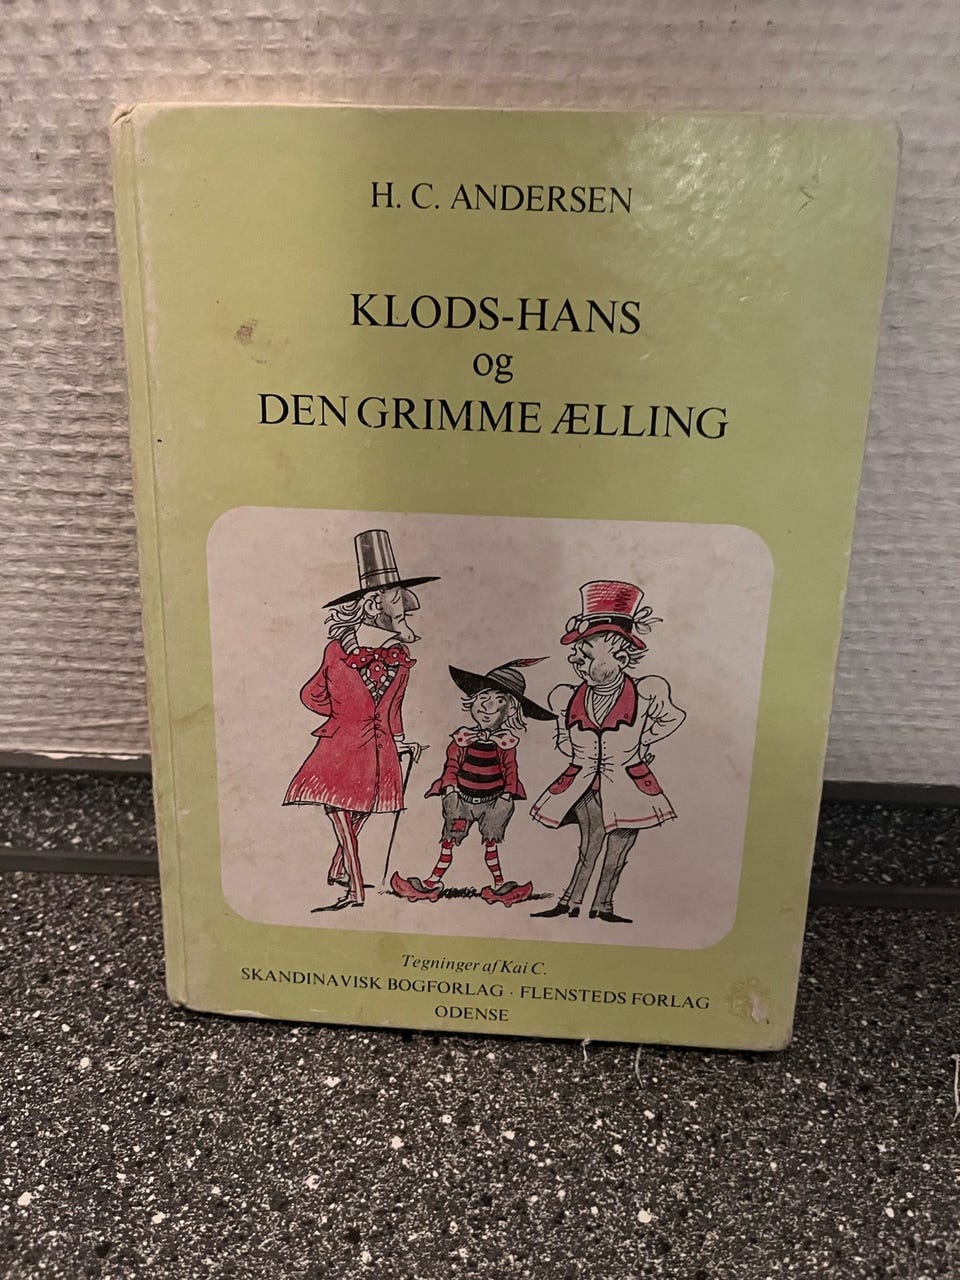 H. C. ANDERSEN
KLODS-HANS
og
DEN GRIMME ÆLLING
Tegninger af Kai C.
SKANDINAVISK BOGFORLAG · FLENSTEDS FORLAG
ODENSE